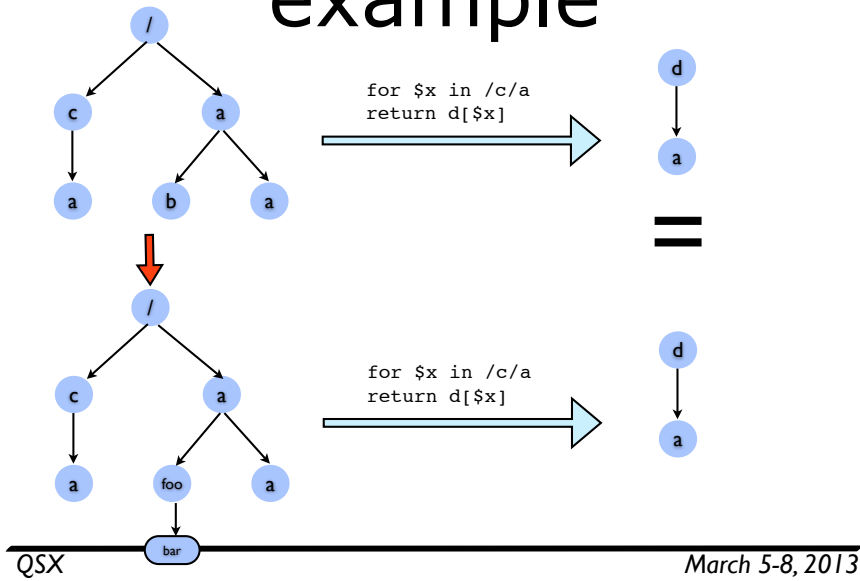 example
/
c
a
a
b
a
for $x in /c/a
return d[$x]
d
a
=
/
c
a
a
foo
a
bar
for $x in /c/a
return d[$x]
d
a
QSX
March 5-8, 2013